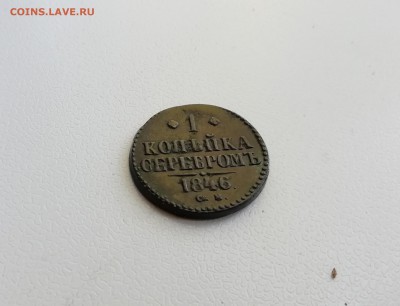 COINS.LAVE.RU
1
КОПѢЙКА
СЕРЕБРОМЪ
1846